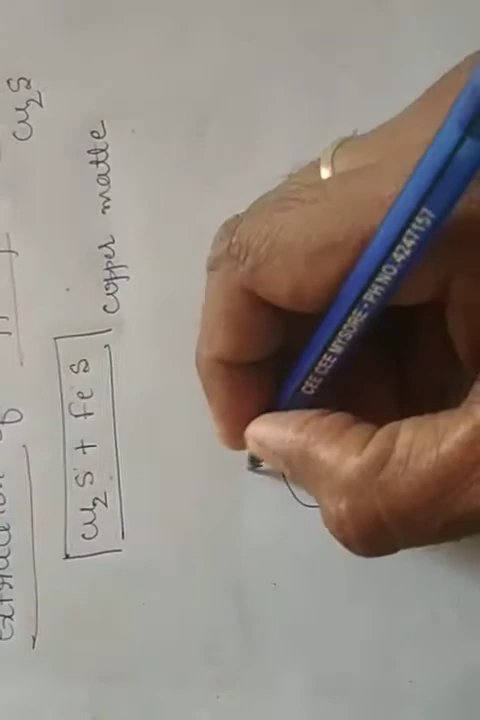 Extraction of
Cu2S
Cu2S + FeS copper matte
CEE CEE MYSORE - PH NO. 4247157